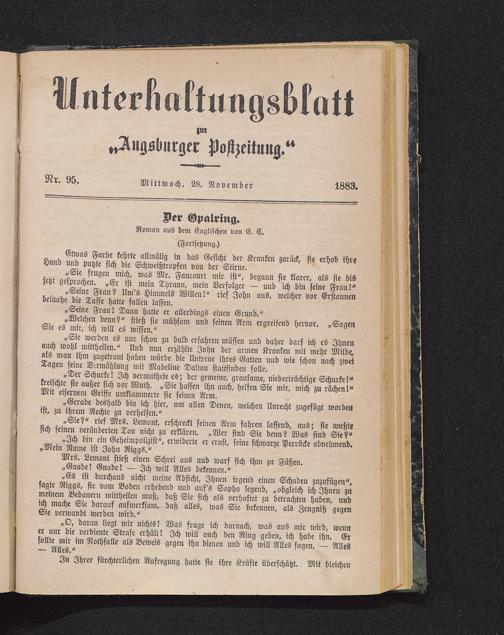 Unterhaltungsblatt
zur
„Augsburger Postzeitung."
Nr. 95. Mittwoch, 28. November 1883.
Der Opalring.
Roman aus dem Englischen von E. C.
(Fortsetzung.)
Etwas Farbe kehrte allmälig in das Gesicht der Kranken zurück, sie erhob ihre
Hand und putzte sich die Schweißtropfen von der Stirne.
„Sie frugen mich, was Mr. Fancourt mir ist", begann sie klarer, als sie bis
jetzt gesprochen. „Er ist mein Tyrann, mein Verfolger — und ich bin seine Frau!"
„Seine Frau? Um's Himmels Willen!" rief John aus, welcher vor Erstaunen
beinahe die Tasse hatte fallen lassen.
„Seine Frau! Dann hatte er allerdings einen Grund."
„Welchen denn?" stieß sie mühsam und seinen Arm ergreifend hervor. „Sagen
Sie es mir, ich will es wissen."
„Sie werden es nur schon zu bald erfahren müssen und daher darf ich es Ihnen
auch wohl mittheilen." Und nun erzählte John der armen Kranken mit mehr Milde,
als man ihm zugetraut haben würde die Untreue ihres Gatten und wie schon nach zwei
Tagen seine Vermählung mit Madeline Dalton stattfinden solle.
„Der Schurke! Ich vermuthete es; der gemeine, grausame, niederträchtige Schurke!"
kreischte sie außer sich vor Wuth. „Sie hassen ihn auch, helfen Sie mir, mich zu rächen!"
Mit eisernem Griffe umklammerte sie seinen Arm.
„Gerade deshalb bin ich hier, um allen Denen, welchen Unrecht zugefügt worden
ist, zu ihrem Rechte zu verhelfen."
„Sie?" rief Mrs. Lemont, erschreckt seinen Arm fahren lassend, aus; sie wußte
sich seinen veränderten Ton nicht zu erklären. „Wer sind Sie denn? Was sind Sie?"
„Ich bin ein Geheimpolizist", erwiderte er ernst, seine schwarze Perrücke abnehmend.
„Mein Name ist John Riggs."
Mrs. Lemont stieß einen Schrei aus und warf sich ihm zu Füßen.
„Gnade! Gnade! — Ich will Alles bekennen."
„Es ist durchaus nicht meine Absicht, Ihnen irgend einen Schaden zuzufügen",
sagte Riggs, sie vom Boden erhebend und auf's Sopha legend, „obgleich ich Ihnen zu
meinem Bedauern mittheilen muß, daß Sie sich als verhaftet zu betrachten haben, und
ich mache Sie darauf aufmerksam, daß alles, was Sie bekennen, als Zeugniß gegen
Sie verwandt werden wird."
„O, daran liegt mir nichts! Was frage ich darnach, was aus mir wird, wenn
er nur die verdiente Strafe erhält! Ich will auch den Ring geben, ich habe ihn. Er
sollte mir im Nothfalle als Beweis gegen ihn dienen und ich will Alles sagen, — Alles
— Alles."
In ihrer fürchterlichen Aufregung hatte sie ihre Kräfte überschätzt. Mit bleichen